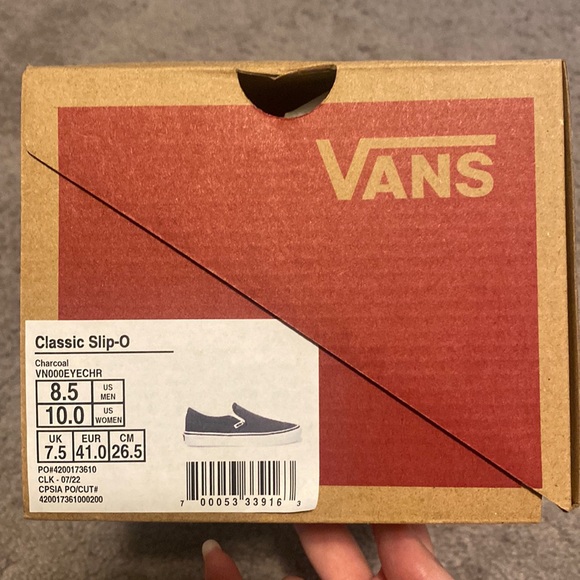 VANS
Classic Slip-O
Charcoal
VN000EYECHR
8.5 US MEN
10.0 US WOMEN
UK EUR CM
7.5 41.0 26.5
PO#4200173610
CLK - 07/22
CPSIA PO/CUT#
420017361000200
7 00053 33916 3